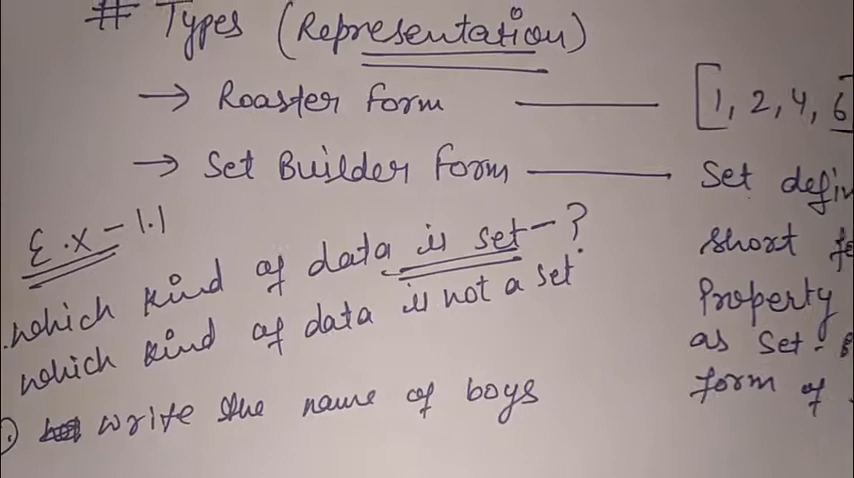 # Types (Representation)
→ Roaster form — [1, 2, 4, 6
→ Set Builder form — Set defin
short
Property
as Set-
form of
Ex-1.1
which kind of data is set-?
which kind of data is not a set
write the name of boys